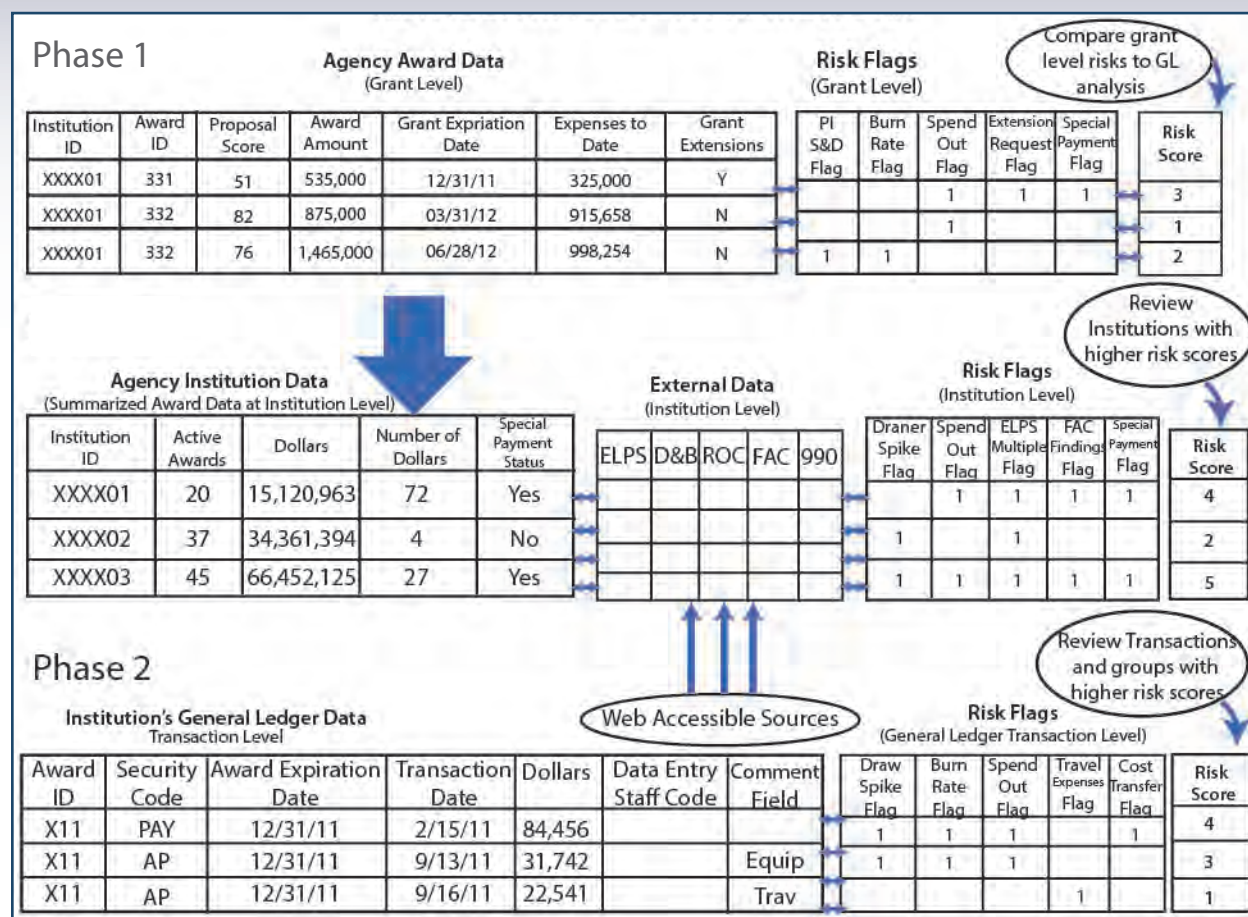 Phase 1
Agency Award Data
(Grant Level)
Risk Flags
(Grant Level)
Compare grant
level risks to GL
analysis
Institution ID Award ID Proposal Score Award Amount Grant Expriation Date Expenses to Date Grant Extensions PI S&D Flag Burn Rate Flag Spend Out Flag Extension Request Flag Special Payment Flag Risk Score
XXXX01 331 51 535,000 12/31/11 325,000 Y 1 1 1 3
XXXX01 332 82 875,000 03/31/12 915,658 N 1 1
XXXX01 332 76 1,465,000 06/28/12 998,254 N 1 1 2
Review
Institutions with
higher risk scores
Agency Institution Data
(Summarized Award Data at Institution Level)
External Data
(Institution Level)
Risk Flags
(Institution Level)
Institution ID Active Awards Dollars Number of Dollars Special Payment Status ELPS D&B ROC FAC 990 Draner Spike Flag Spend Out Flag ELPS Multiple Flag FAC Findings Flag Special Payment Flag Risk Score
XXXX01 20 15,120,963 72 Yes 1 1 1 1 4
XXXX02 37 34,361,394 4 No 1 1 2
XXXX03 45 66,452,125 27 Yes 1 1 1 1 1 5
Phase 2
Web Accessible Sources
Review Transactions
and groups with
higher risk scores
Institution's General Ledger Data
Transaction Level
Risk Flags
(General Ledger Transaction Level)
Award ID Security Code Award Expiration Date Transaction Date Dollars Data Entry Staff Code Comment Field Draw Spike Flag Burn Rate Flag Spend Out Flag Travel Expenses Flag Cost Transfer Flag Risk Score
X11 PAY 12/31/11 2/15/11 84,456 1 1 1 1 4
X11 AP 12/31/11 9/13/11 31,742 Equip 1 1 1 3
X11 AP 12/31/11 9/16/11 22,541 Trav 1 1